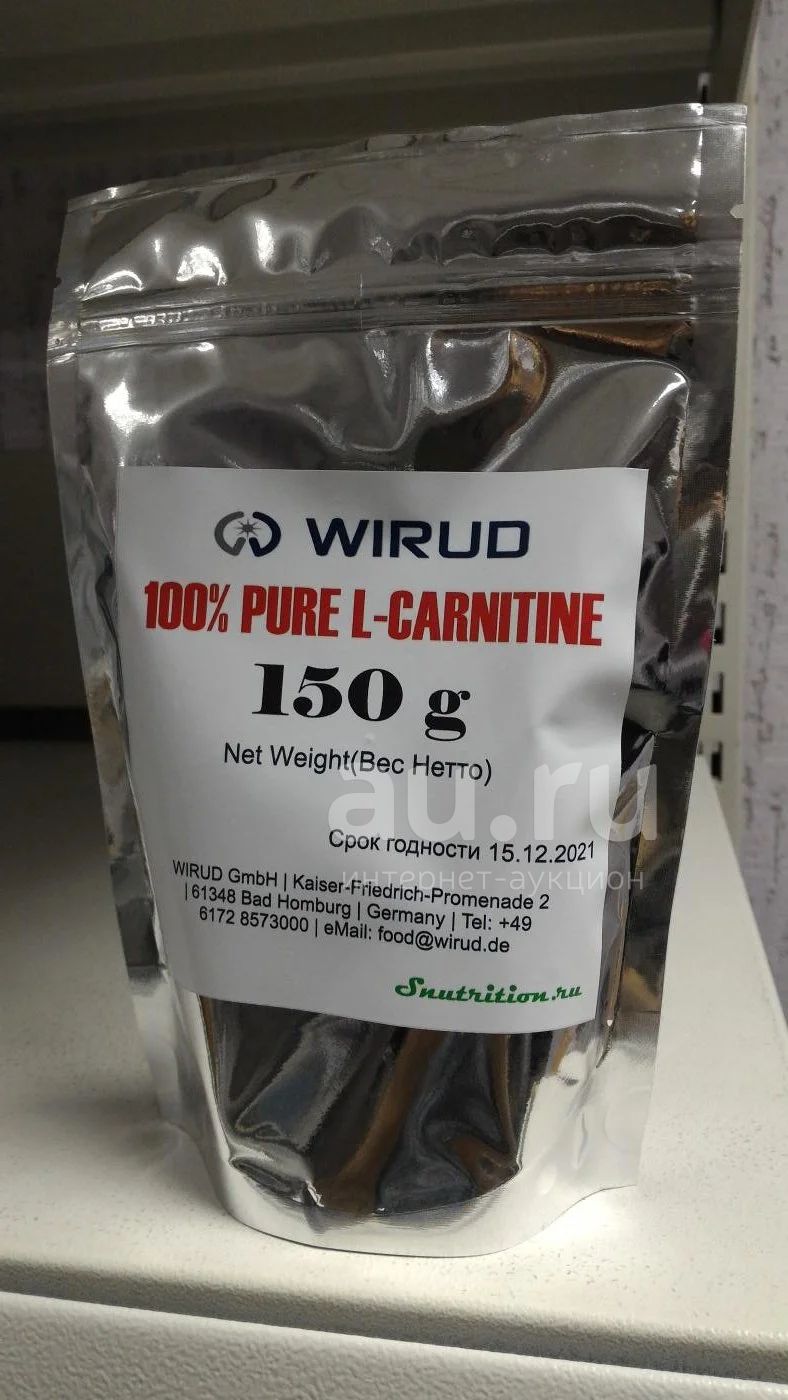 WIRUD
100% PURE L-CARNITINE
150 g
Net Weight(Вес Нетто)
au.ru
Срок годности 15.12.2021
интернет-аукцион
WIRUD GmbH | Kaiser-Friedrich-Promenade 2
| 61348 Bad Homburg | Germany | Tel: +49
6172 8573000 | eMail: food@wirud.de
Snutrition.ru